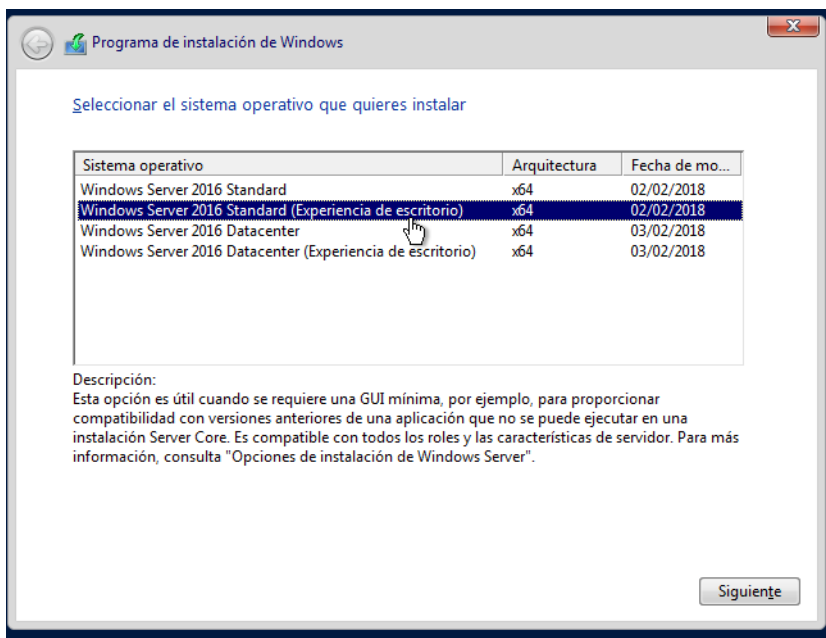 Programa de instalación de Windows
Seleccionar el sistema operativo que quieres instalar
Sistema operativo Arquitectura Fecha de mo...
Windows Server 2016 Standard x64 02/02/2018
Windows Server 2016 Standard (Experiencia de escritorio) x64 02/02/2018
Windows Server 2016 Datacenter x64 03/02/2018
Windows Server 2016 Datacenter (Experiencia de escritorio) x64 03/02/2018
Descripción:
Esta opción es útil cuando se requiere una GUI mínima, por ejemplo, para proporcionar
compatibilidad con versiones anteriores de una aplicación que no se puede ejecutar en una
instalación Server Core. Es compatible con todos los roles y las características de servidor. Para más
información, consulta "Opciones de instalación de Windows Server".
Siguiente